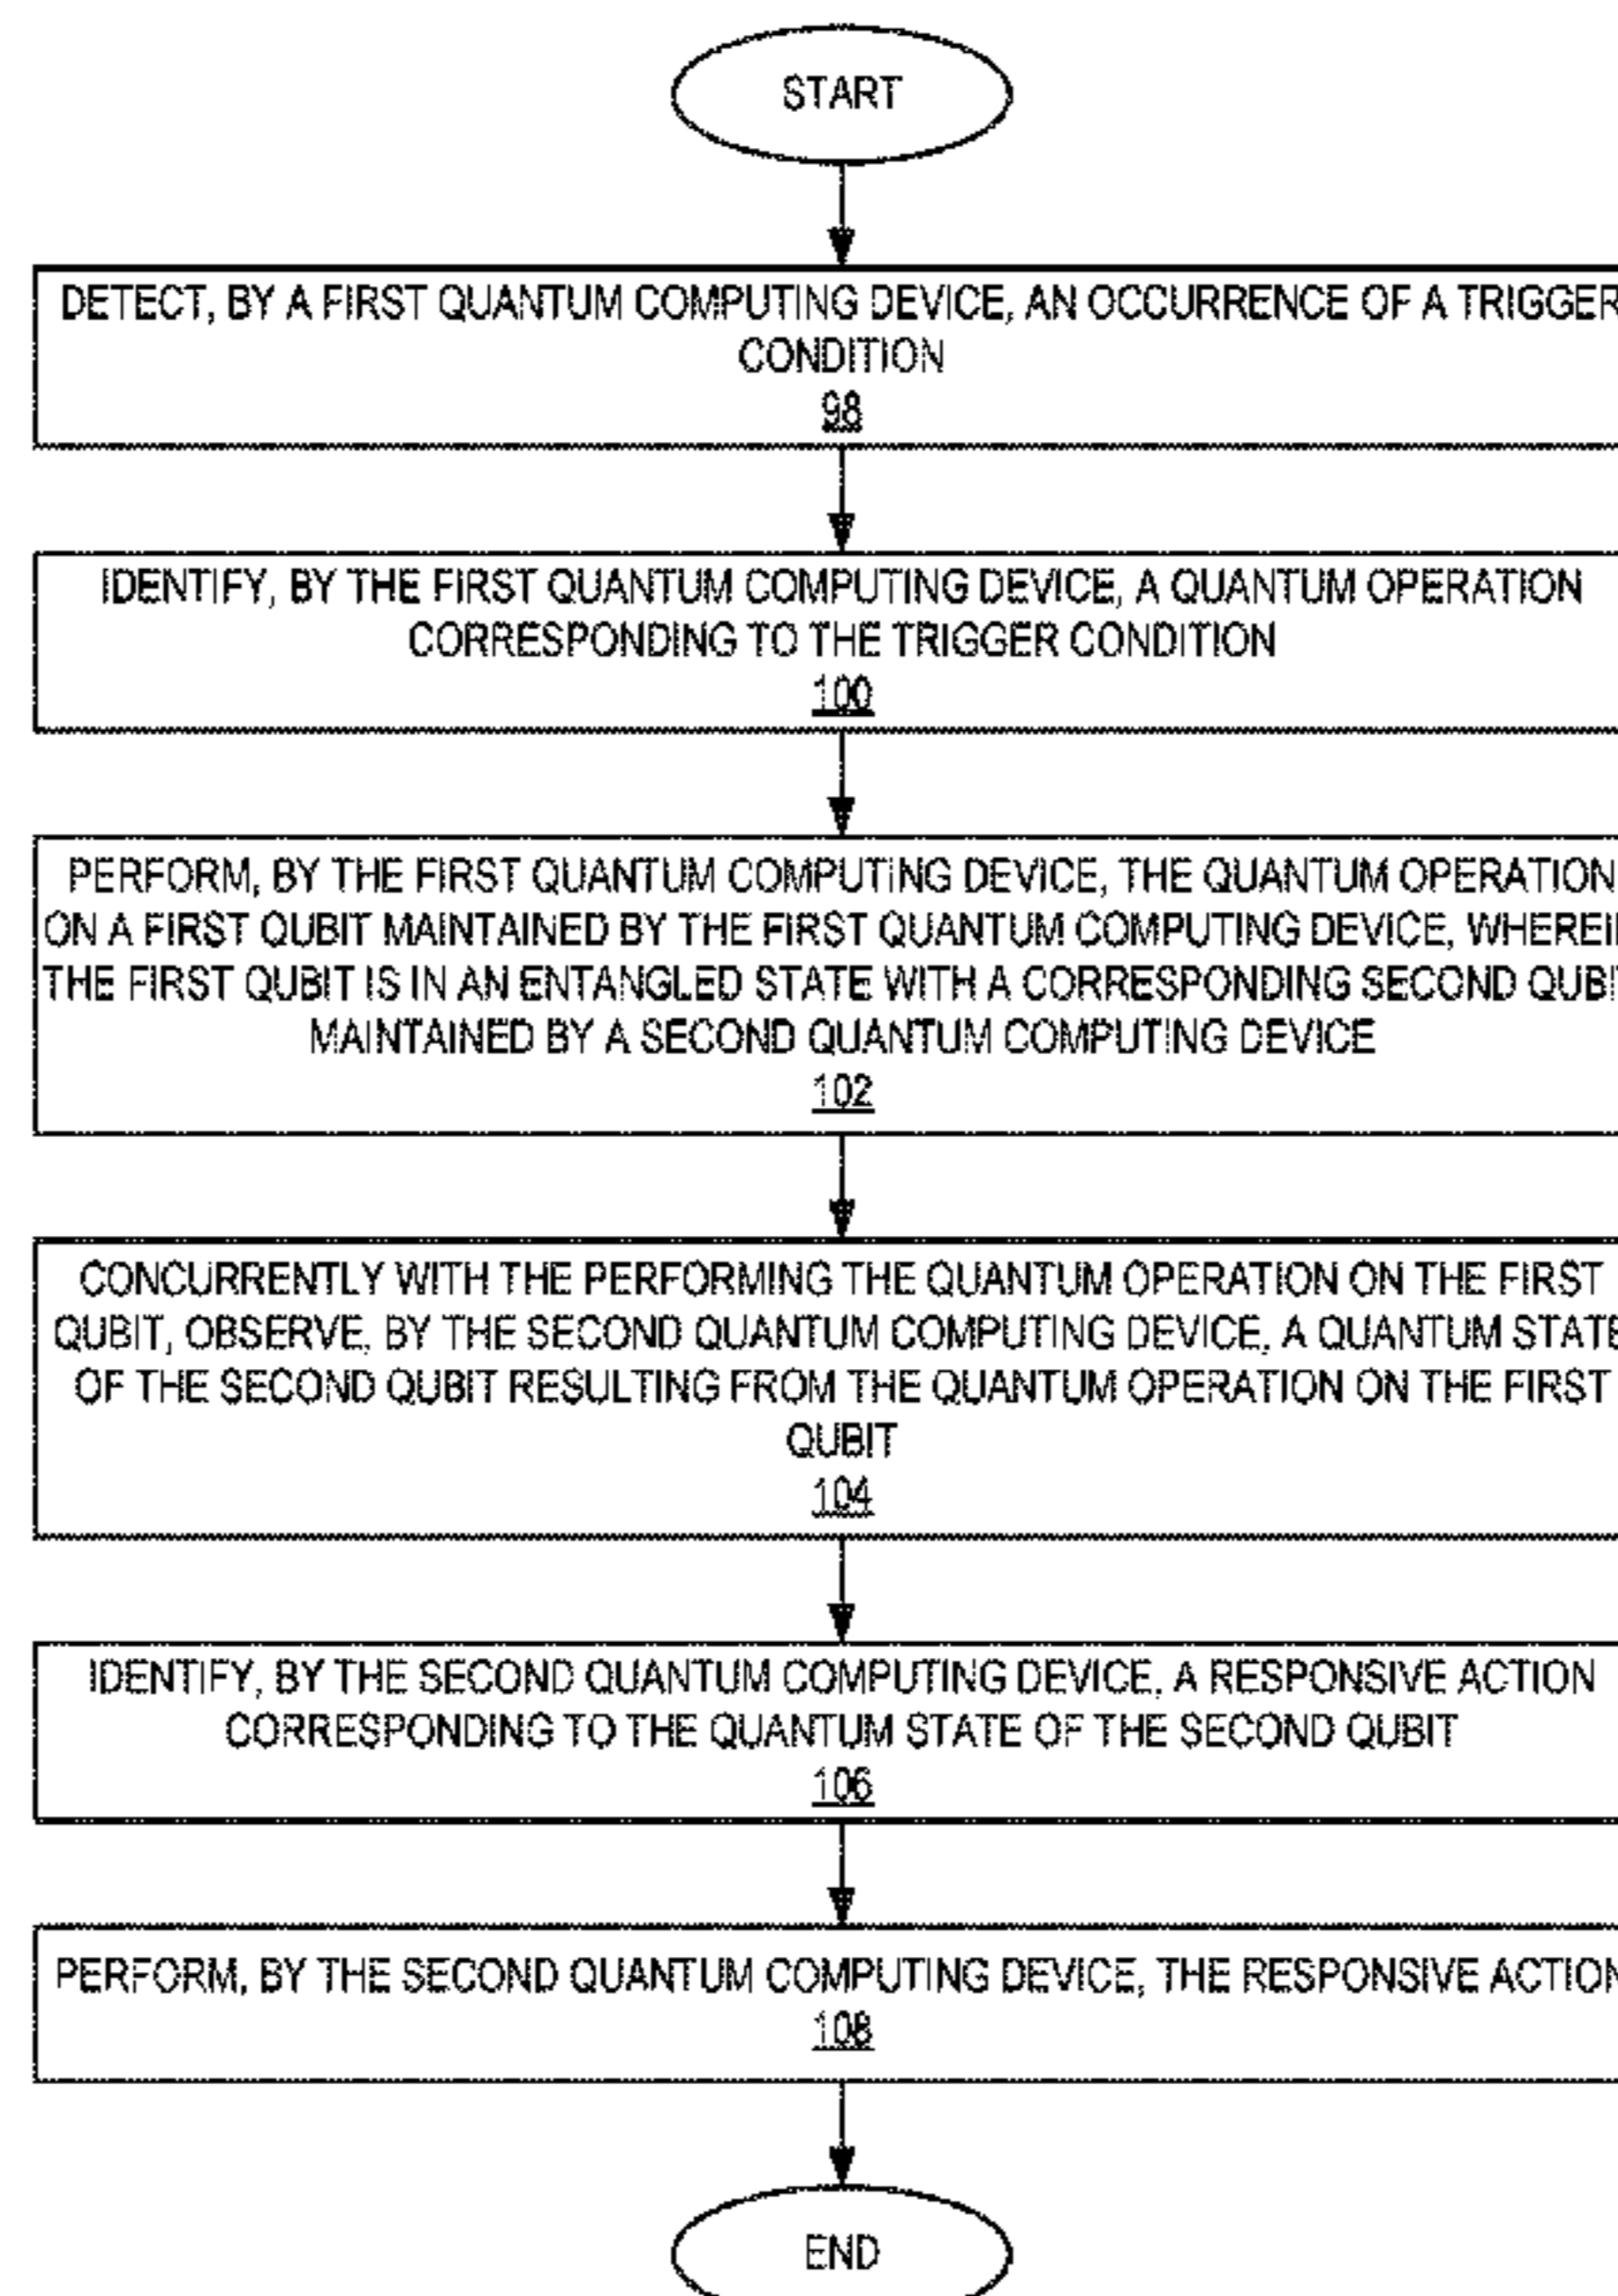 START
DETECT, BY A FIRST QUANTUM COMPUTING DEVICE, AN OCCURRENCE OF A TRIGGER
CONDITION
98
IDENTIFY, BY THE FIRST QUANTUM COMPUTING DEVICE, A QUANTUM OPERATION
CORRESPONDING TO THE TRIGGER CONDITION
100
PERFORM, BY THE FIRST QUANTUM COMPUTING DEVICE, THE QUANTUM OPERATION
ON A FIRST QUBIT MAINTAINED BY THE FIRST QUANTUM COMPUTING DEVICE, WHEREIN
THE FIRST QUBIT IS IN AN ENTANGLED STATE WITH A CORRESPONDING SECOND QUBIT
MAINTAINED BY A SECOND QUANTUM COMPUTING DEVICE
102
CONCURRENTLY WITH THE PERFORMING THE QUANTUM OPERATION ON THE FIRST
QUBIT, OBSERVE, BY THE SECOND QUANTUM COMPUTING DEVICE, A QUANTUM STATE
OF THE SECOND QUBIT RESULTING FROM THE QUANTUM OPERATION ON THE FIRST
QUBIT
104
IDENTIFY, BY THE SECOND QUANTUM COMPUTING DEVICE, A RESPONSIVE ACTION
CORRESPONDING TO THE QUANTUM STATE OF THE SECOND QUBIT
106
PERFORM, BY THE SECOND QUANTUM COMPUTING DEVICE, THE RESPONSIVE ACTION
108
END